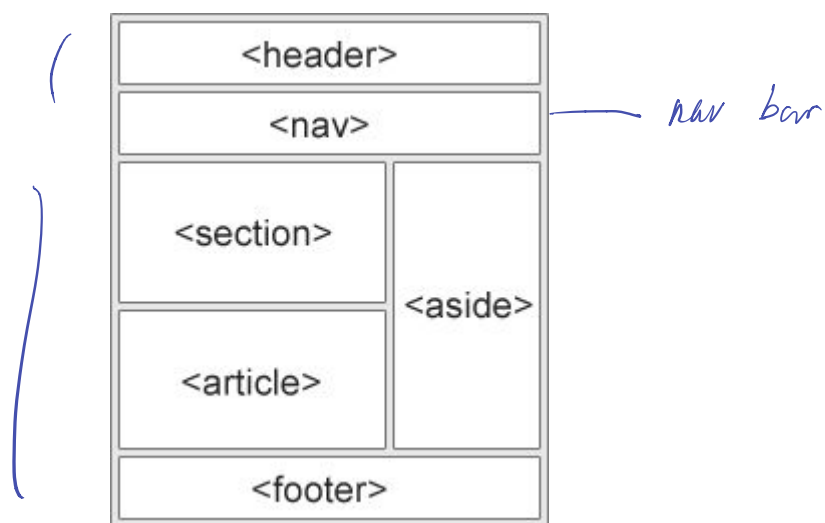 <header>
<nav>
nav bar
<section>
<aside>
<article>
<footer>